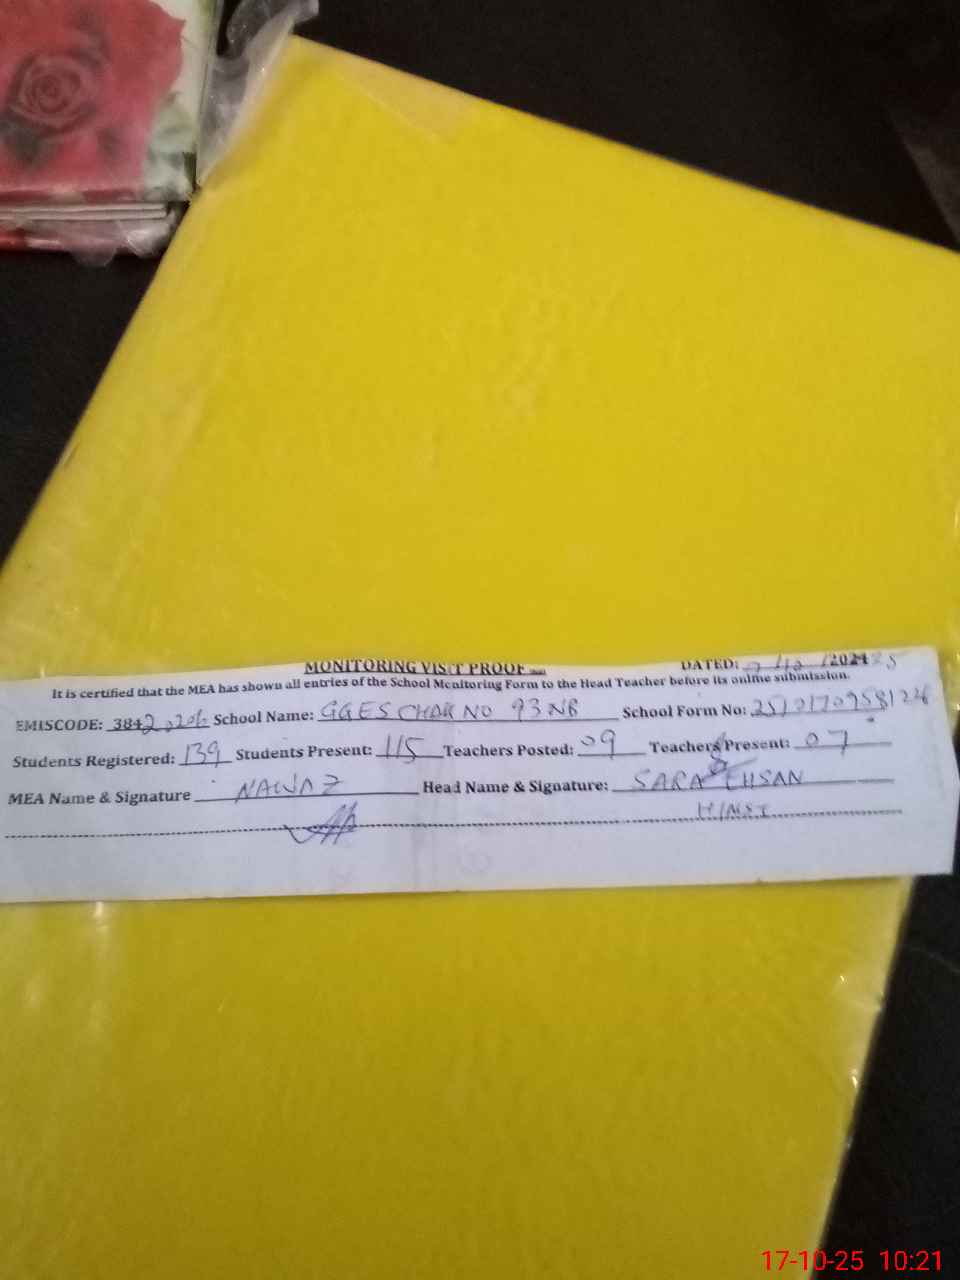 MONITORING VISIT PROOF
DATED: /10 /2024 25
It is certified that the MEA has shown all entries of the School Monitoring Form to the Head Teacher before its online submission.
EMISCODE: 38420206 School Name: GGES CHAK NO 93 NB School Form No:
Students Registered: 139 Students Present: 115 Teachers Posted: 09 Teachers Present: 07
MEA Name & Signature NAWAZ Head Name & Signature: SARA EHSAN
17-10-25 10:21